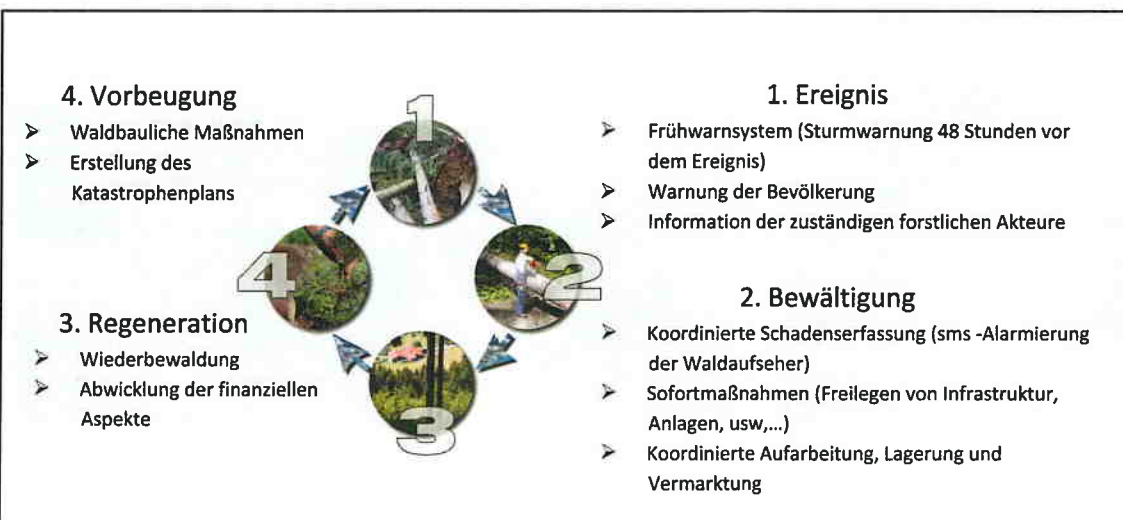 4. Vorbeugung
➢ Waldbauliche Maßnahmen
➢ Erstellung des
Katastrophenplans
1. Ereignis
➢ Frühwarnsystem (Sturmwarnung 48 Stunden vor
dem Ereignis)
➢ Warnung der Bevölkerung
➢ Information der zuständigen forstlichen Akteure
1
2
3
4
3. Regeneration
➢ Wiederbewaldung
➢ Abwicklung der finanziellen
Aspekte
2. Bewältigung
➢ Koordinierte Schadenserfassung (sms -Alarmierung
der Waldaufseher)
➢ Sofortmaßnahmen (Freilegen von Infrastruktur,
Anlagen, usw,...)
➢ Koordinierte Aufarbeitung, Lagerung und
Vermarktung